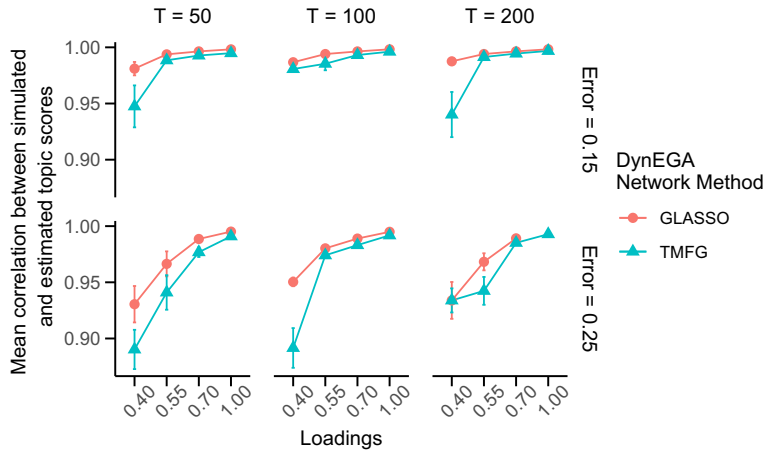 T = 50
T = 100
T = 200
Mean correlation between simulated
and estimated topic scores
1.00
0.95
0.90
Error = 0.15
1.00
0.95
0.90
Error = 0.25
DynEGA
Network Method
GLASSO
TMFG
0.40
0.55
0.70
1.00
0.40
0.55
0.70
1.00
0.40
0.55
0.70
1.00
Loadings